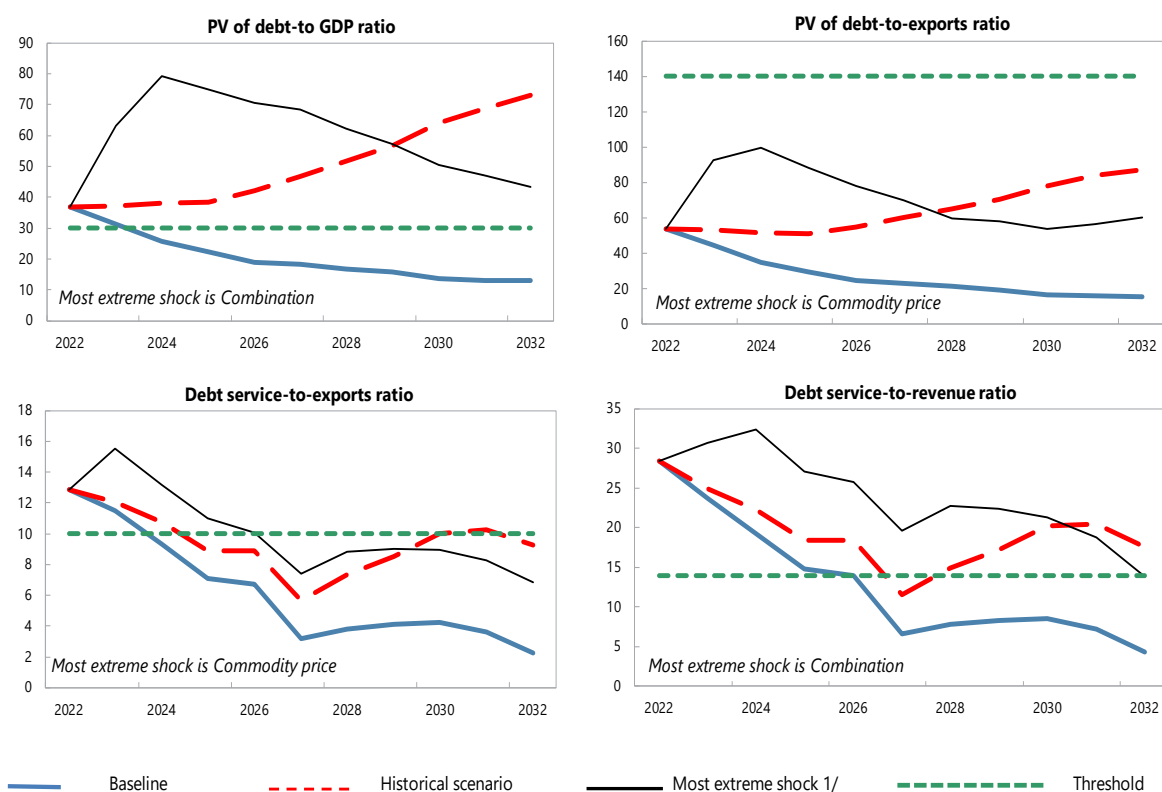 PV of debt-to GDP ratio
90
80
70
60
50
40
30
20
10
0
Most extreme shock is Combination
2022 2024 2026 2028 2030 2032
PV of debt-to-exports ratio
160
140
120
100
80
60
40
20
0
Most extreme shock is Commodity price
2022 2024 2026 2028 2030 2032
Debt service-to-exports ratio
18
16
14
12
10
8
6
4
2
0
Most extreme shock is Commodity price
2022 2024 2026 2028 2030 2032
Debt service-to-revenue ratio
35
30
25
20
15
10
5
0
Most extreme shock is Combination
2022 2024 2026 2028 2030 2032
Baseline Historical scenario Most extreme shock 1/ Threshold